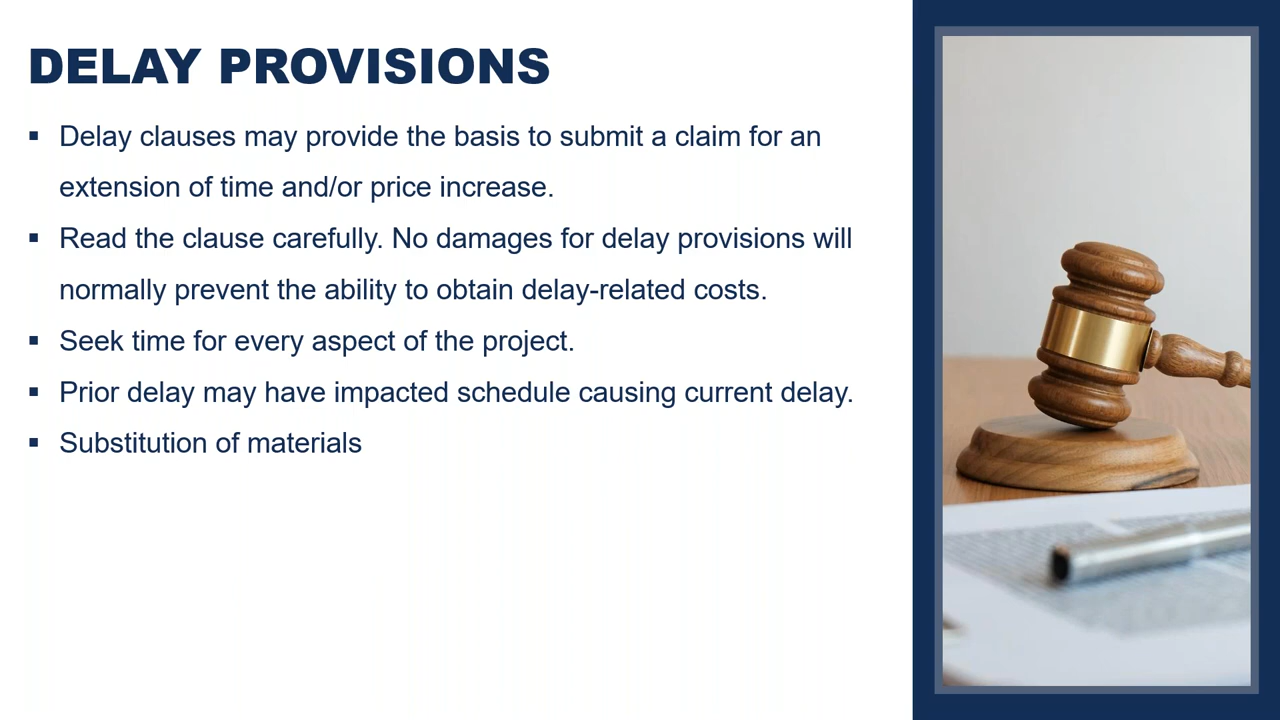 DELAY PROVISIONS
▪ Delay clauses may provide the basis to submit a claim for an
extension of time and/or price increase.
▪ Read the clause carefully. No damages for delay provisions will
normally prevent the ability to obtain delay-related costs.
▪ Seek time for every aspect of the project.
▪ Prior delay may have impacted schedule causing current delay.
▪ Substitution of materials